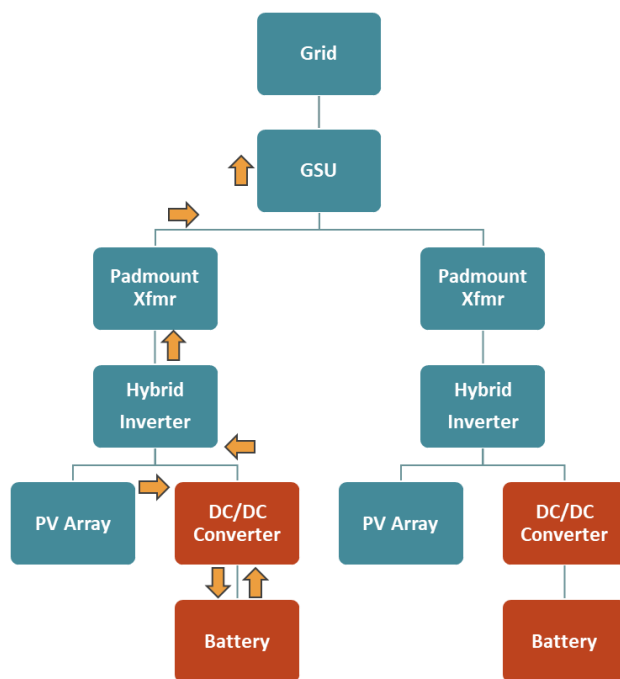 Grid
GSU
Padmount
Xfmr
Padmount
Xfmr
Hybrid
Inverter
Hybrid
Inverter
PV Array
DC/DC
Converter
PV Array
DC/DC
Converter
Battery
Battery